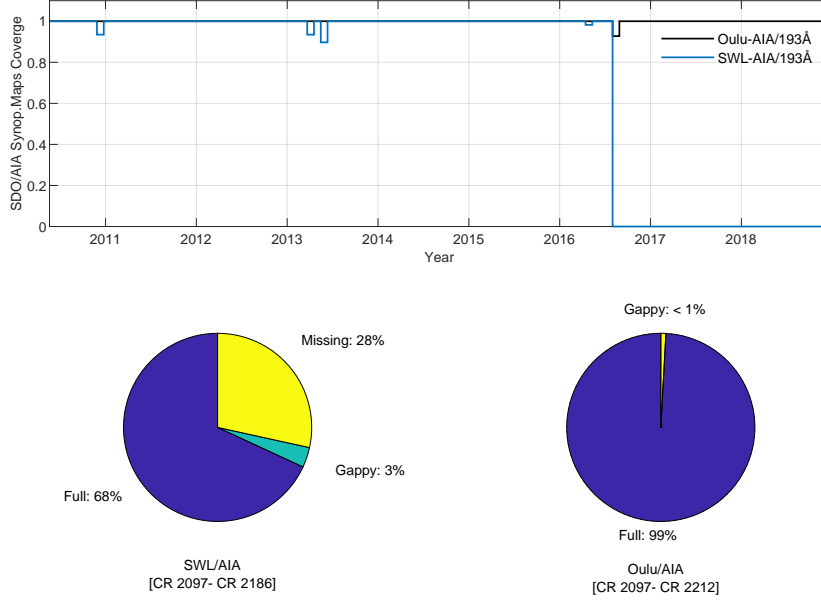 SDO/AIA Synop.Maps Coverge
1
0.8
0.6
0.4
0.2
0
Oulu-AIA/193Å
SWL-AIA/193Å
2011 2012 2013 2014 2015 2016 2017 2018
Year
Missing: 28%
Gappy: 3%
Full: 68%
SWL/AIA
[CR 2097- CR 2186]
Gappy: < 1%
Full: 99%
Oulu/AIA
[CR 2097- CR 2212]